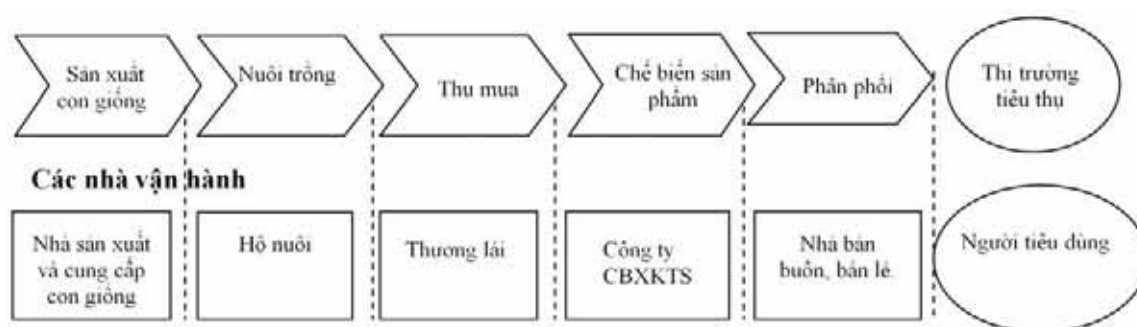 Sản xuất
con giống
Nuôi trồng
Thu mua
Chế biến sản
phẩm
Phân phối
Thị trường
tiêu thụ
Các nhà vận hành
Nhà sản xuất
và cung cấp
con giống
Hộ nuôi
Thương lái
Công ty
CBXKTS
Nhà bán
buôn, bán lẻ
Người tiêu dùng